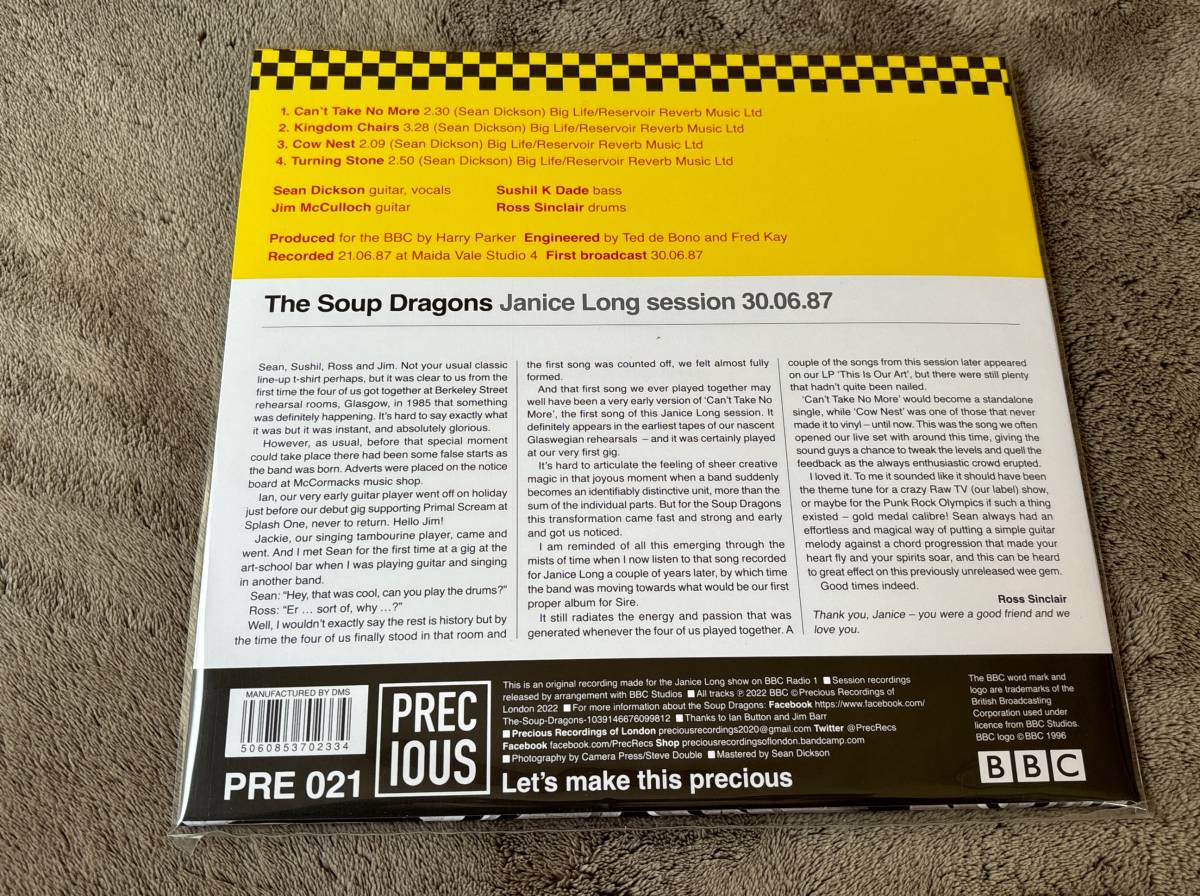 1. Can't Take No More 2.30 (Sean Dickson) Big Life/Reservoir Reverb Music Ltd
2. Kingdom Chairs 3.28 (Sean Dickson) Big Life/Reservoir Reverb Music Ltd
3. Cow Nest 2.09 (Sean Dickson) Big Life/Reservoir Reverb Music Ltd
4. Turning Stone 2.50 (Sean Dickson) Big Life/Reservoir Reverb Music Ltd
Sean Dickson guitar, vocals
Jim McCulloch guitar
Sushil K Dade bass
Ross Sinclair drums
Produced for the BBC by Harry Parker Engineered by Ted de Bono and Fred Kay
Recorded 21.06.87 at Maida Vale Studio 4 First broadcast 30.06.87
The Soup Dragons Janice Long session 30.06.87
Sean, Sushil, Ross and Jim. Not your usual classic
line-up t-shirt perhaps, but it was clear to us from the
first time the four of us got together at Berkeley Street
rehearsal rooms, Glasgow, in 1985 that something
was definitely happening. It's hard to say exactly what
it was but it was instant, and absolutely glorious.
However, as usual, before that special moment
could take place there had been some false starts as
the band was born. Adverts were placed on the notice
board at McCormacks music shop.
Ian, our very early guitar player went off on holiday
just before our debut gig supporting Primal Scream at
Splash One, never to return. Hello Jim!
Jackie, our singing tambourine player, came and
went. And I met Sean for the first time at a gig at the
art-school bar when I was playing guitar and singing
in another band.
Sean: "Hey, that was cool, can you play the drums?"
Ross: "Er ... sort of, why ...?"
Well, I wouldn't exactly say the rest is history but by
the time the four of us finally stood in that room and
the first song was counted off, we felt almost fully
formed.
And that first song we ever played together may
well have been a very early version of 'Can't Take No
More', the first song of this Janice Long session. It
definitely appears in the earliest tapes of our nascent
Glaswegian rehearsals – and it was certainly played
at our very first gig.
It's hard to articulate the feeling of sheer creative
magic in that joyous moment when a band suddenly
becomes an identifiably distinctive unit, more than the
sum of the individual parts. But for the Soup Dragons
this transformation came fast and strong and early
and got us noticed.
I am reminded of all this emerging through the
mists of time when I now listen to that song recorded
for Janice Long a couple of years later, by which time
the band was moving towards what would be our first
proper album for Sire.
It still radiates the energy and passion that was
generated whenever the four of us played together. A
couple of the songs from this session later appeared
on our LP 'This Is Our Art', but there were still plenty
that hadn't quite been nailed.
'Can't Take No More' would become a standalone
single, while 'Cow Nest' was one of those that never
made it to vinyl – until now. This was the song we often
opened our live set with around this time, giving the
sound guys a chance to tweak the levels and quell the
feedback as the always enthusiastic crowd erupted.
I loved it. To me it sounded like it should have been
the theme tune for a crazy Raw TV (our label) show,
or maybe for the Punk Rock Olympics if such a thing
existed – gold medal calibre! Sean always had an
effortless and magical way of putting a simple guitar
melody against a chord progression that made your
heart fly and your spirits soar, and this can be heard
to great effect on this previously unreleased wee gem.
Good times indeed.
Ross Sinclair
Thank you, Janice – you were a good friend and we
love you.
MANUFACTURED BY DMS
5060853702334
PRE 021
PREC
IOUS
This is an original recording made for the Janice Long show on BBC Radio 1 ■ Session recordings
released by arrangement with BBC Studios ■ All tracks ℗ 2022 BBC © Precious Recordings of
London 2022 ■ For more information about the Soup Dragons: Facebook https://www.facebook.com/
The-Soup-Dragons-1039146676099812 ■ Thanks to Ian Button and Jim Barr
■ Precious Recordings of London preciousrecordings2020@gmail.com Twitter @PrecRecs
Facebook facebook.com/PrecRecs Shop preciousrecordingsoflondon.bandcamp.com
■ Photography by Camera Press/Steve Double ■ Mastered by Sean Dickson
Let's make this precious
The BBC word mark and
logo are trademarks of the
British Broadcasting
Corporation used under
licence from BBC Studios.
BBC logo © BBC 1996
BBC